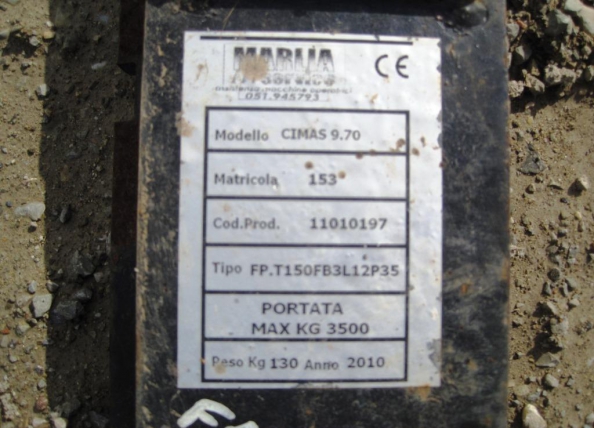 MARIJA
CE
051.945793
Modello CIMAS 9.70
Matricola 153
Cod.Prod. 11010197
Tipo FP.T150FB3L12P35
PORTATA
MAX KG 3500
Peso Kg 130 Anno 2010